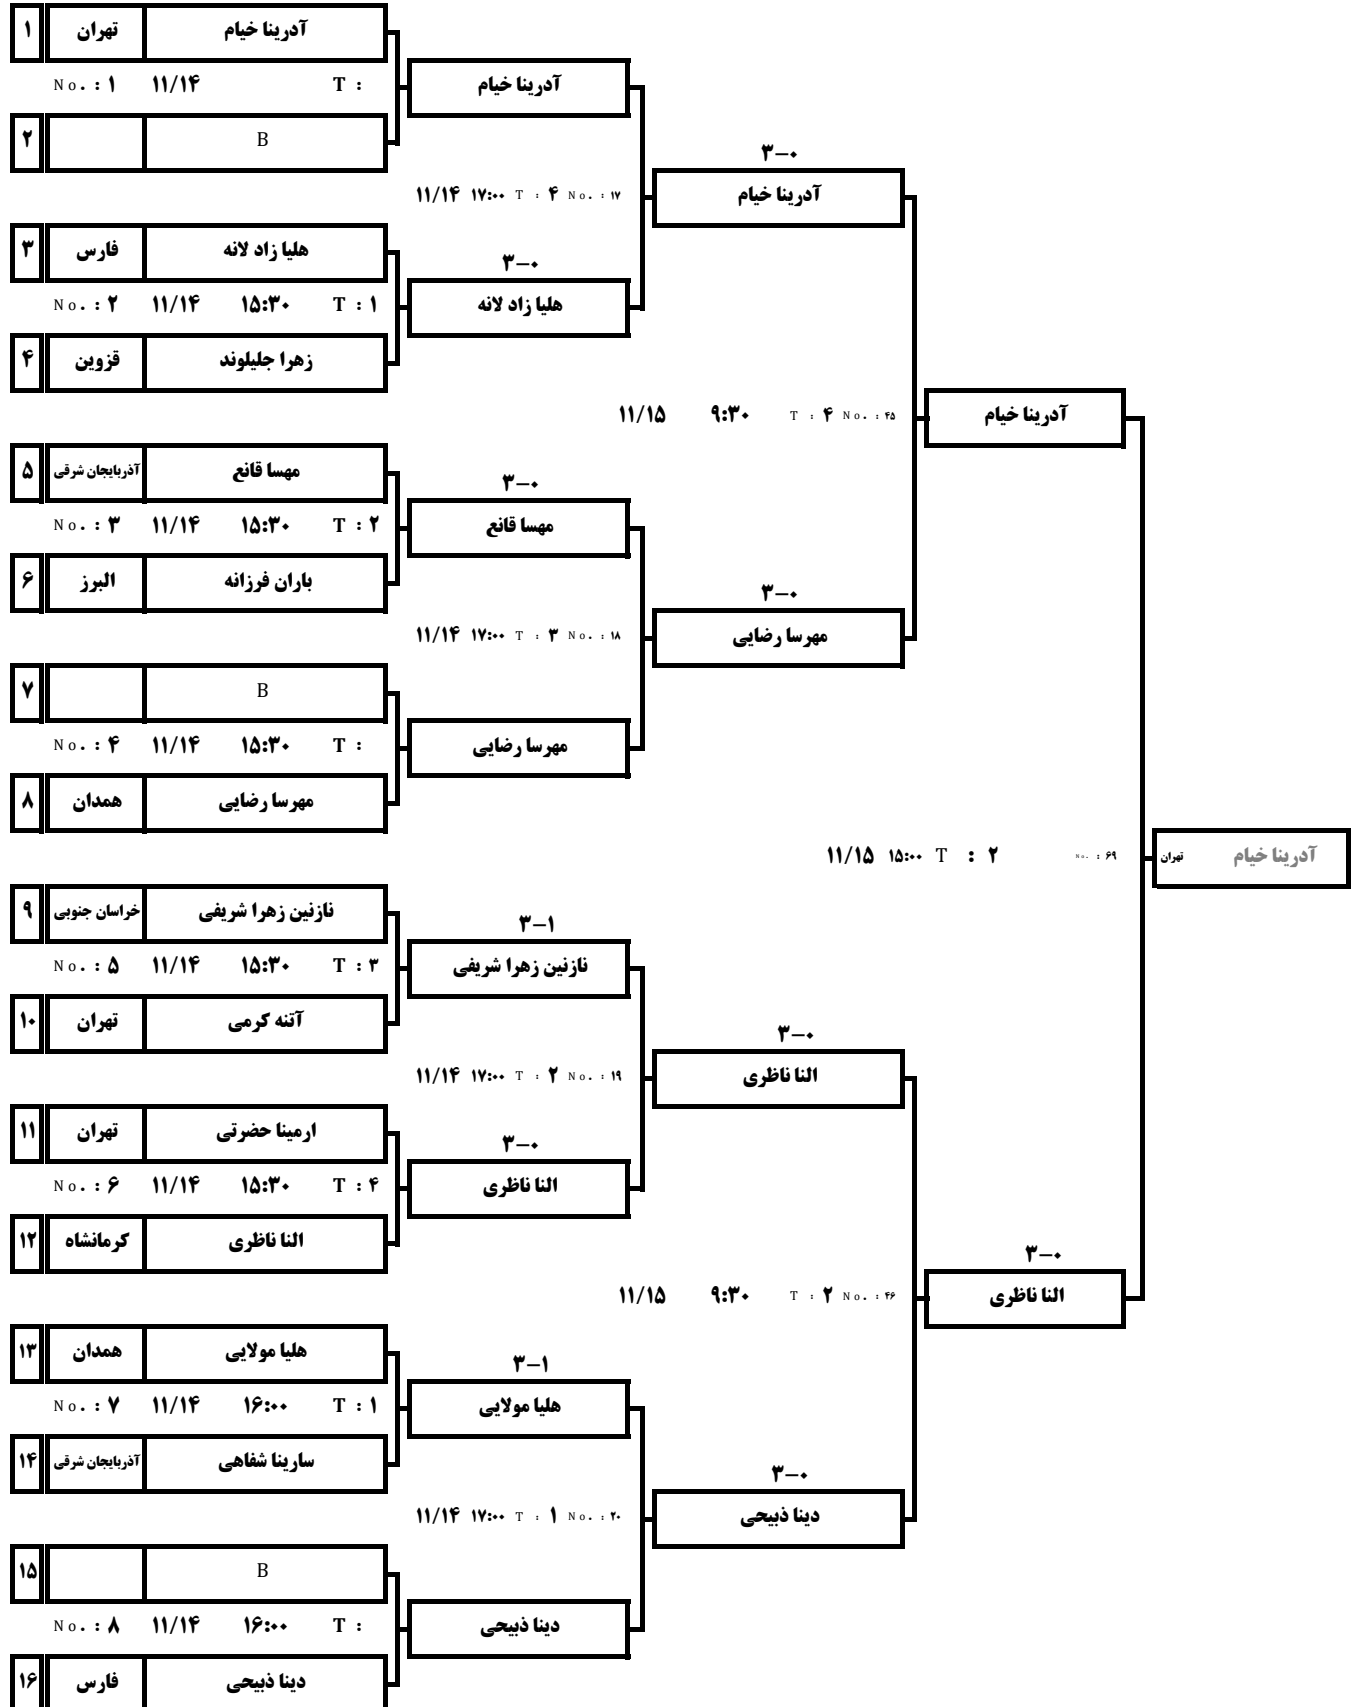 ۱ تهران آدرینا خیام
No. : ۱ ۱۱/۱۴ T :
آدرینا خیام
۲ B
۳-۰
۱۱/۱۴ ۱۷:۰۰ T : ۴ No. : ۱۷
آدرینا خیام
۳ فارس هلیا زاد لانه
۳-۰
No. : ۲ ۱۱/۱۴ ۱۵:۳۰ T : ۱
هلیا زاد لانه
۴ قزوین زهرا جلیلوند
۱۱/۱۵ ۹:۳۰ T : ۴ No. : ۴۵
آدرینا خیام
۵ آذربایجان شرقی مهسا قانع
۳-۰
No. : ۳ ۱۱/۱۴ ۱۵:۳۰ T : ۲
مهسا قانع
۶ البرز باران فرزانه
۳-۰
۱۱/۱۴ ۱۷:۰۰ T : ۳ No. : ۱۸
مهرسا رضایی
۷ B
No. : ۴ ۱۱/۱۴ ۱۵:۳۰ T :
مهرسا رضایی
۸ همدان مهرسا رضایی
۱۱/۱۵ ۱۵:۰۰ T : ۲ No. : ۶۹
تهران آدرینا خیام
۹ خراسان جنوبی نازنین زهرا شریفی
۳-۱
No. : ۵ ۱۱/۱۴ ۱۵:۳۰ T : ۳
نازنین زهرا شریفی
۱۰ تهران آتنه کرمی
۳-۰
۱۱/۱۴ ۱۷:۰۰ T : ۲ No. : ۱۹
النا ناظری
۱۱ تهران ارمینا حضرتی
۳-۰
No. : ۶ ۱۱/۱۴ ۱۵:۳۰ T : ۴
النا ناظری
۱۲ کرمانشاه النا ناظری
۳-۰
۱۱/۱۵ ۹:۳۰ T : ۲ No. : ۴۶
النا ناظری
۱۳ همدان هلیا مولایی
۳-۱
No. : ۷ ۱۱/۱۴ ۱۶:۰۰ T : ۱
هلیا مولایی
۱۴ آذربایجان شرقی سارینا شفاهی
۳-۰
۱۱/۱۴ ۱۷:۰۰ T : ۱ No. : ۲۰
دینا ذبیحی
۱۵ B
No. : ۸ ۱۱/۱۴ ۱۶:۰۰ T :
دینا ذبیحی
۱۶ فارس دینا ذبیحی